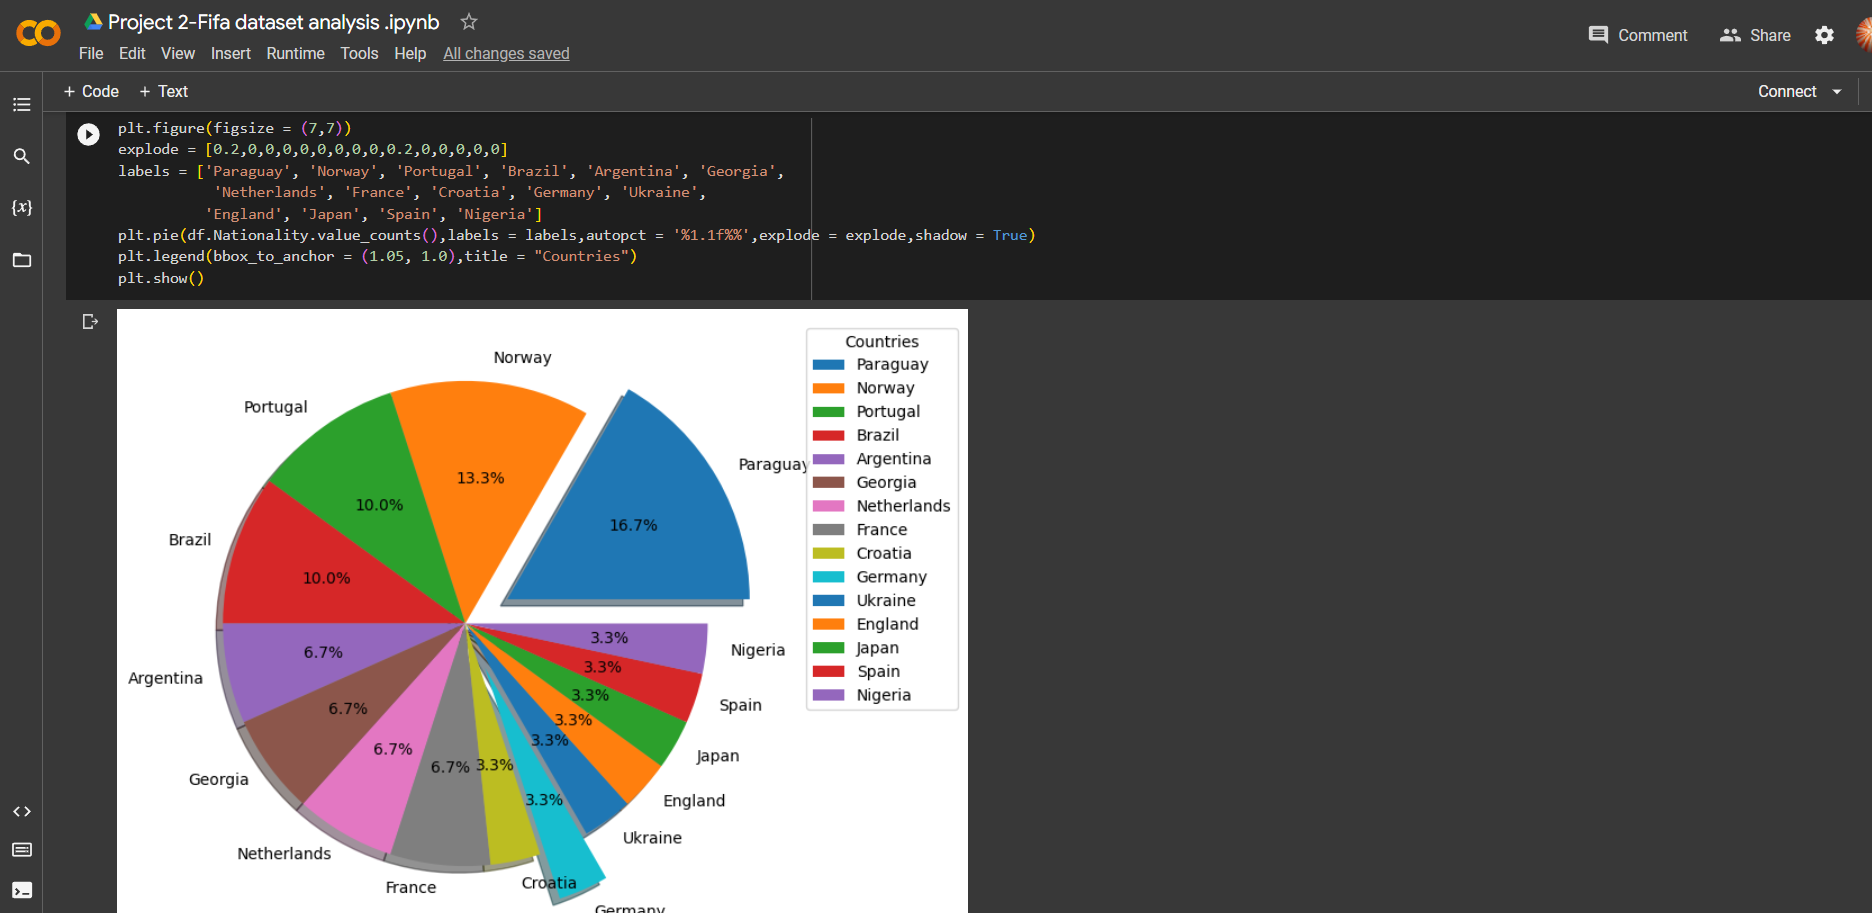 Project 2-Fifa dataset analysis .ipynb
File Edit View Insert Runtime Tools Help All changes saved
Comment Share
+ Code + Text
Connect
{x}
plt.figure(figsize = (7,7))
explode = [0.2,0,0,0,0,0,0,0,0,0.2,0,0,0,0,0]
labels = ['Paraguay', 'Norway', 'Portugal', 'Brazil', 'Argentina', 'Georgia',
'Netherlands', 'France', 'Croatia', 'Germany', 'Ukraine',
'England', 'Japan', 'Spain', 'Nigeria']
plt.pie(df.Nationality.value_counts(),labels = labels,autopct = '%1.1f%%',explode = explode,shadow = True)
plt.legend(bbox_to_anchor = (1.05, 1.0),title = "Countries")
plt.show()
Norway
Portugal
Paraguay
Brazil
Argentina
Georgia
Netherlands
France
Croatia
Germany
Ukraine
England
Japan
Spain
Nigeria
16.7%
13.3%
10.0%
10.0%
6.7%
6.7%
6.7%
6.7%
3.3%
3.3%
3.3%
3.3%
3.3%
3.3%
3.3%
Countries
Paraguay
Norway
Portugal
Brazil
Argentina
Georgia
Netherlands
France
Croatia
Germany
Ukraine
England
Japan
Spain
Nigeria